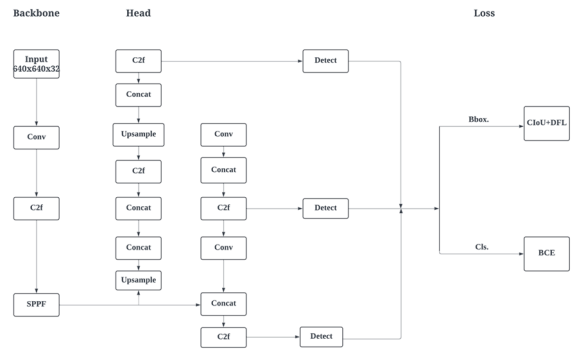 Backbone
Head
Loss
Input
640x640x32
Conv
C2f
SPPF
C2f
Concat
Upsample
C2f
Concat
Concat
Upsample
Conv
Concat
C2f
Conv
Concat
C2f
Detect
Detect
Detect
Bbox.
Cls.
CIoU+DFL
BCE